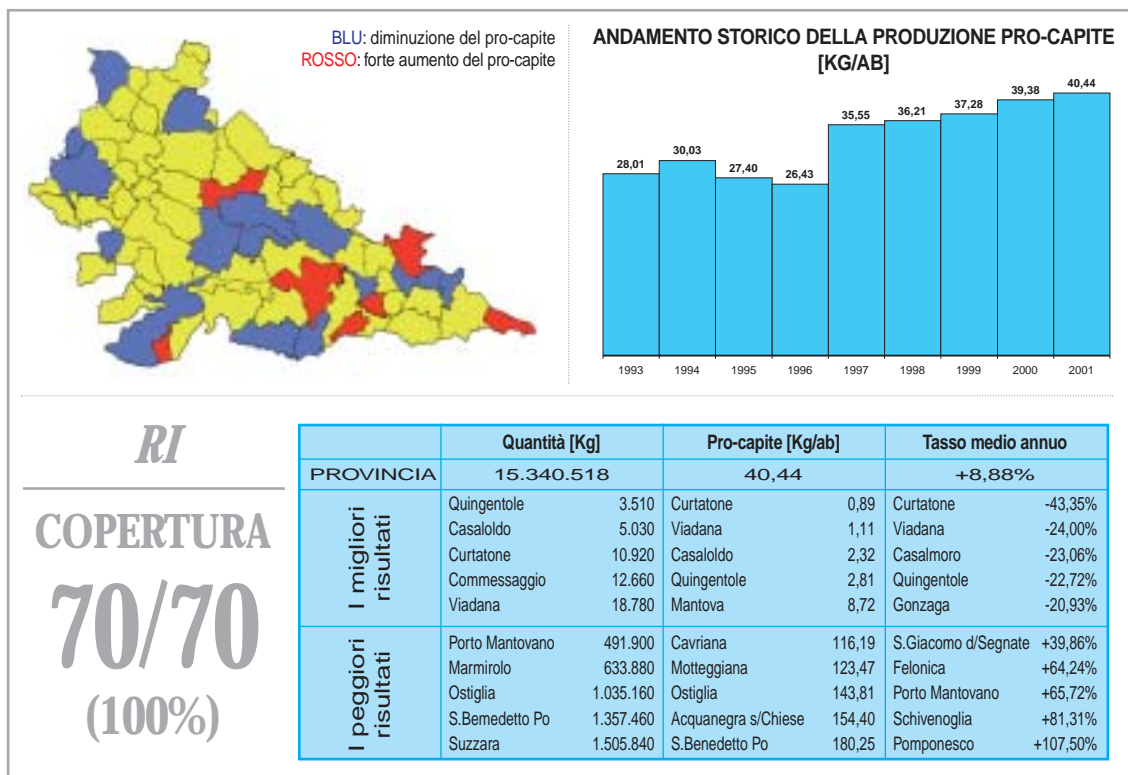 BLU: diminuzione del pro-capite
ROSSO: forte aumento del pro-capite
ANDAMENTO STORICO DELLA PRODUZIONE PRO-CAPITE
[KG/AB]
28,01 30,03 27,40 26,43 35,55 36,21 37,28 39,38 40,44
1993 1994 1995 1996 1997 1998 1999 2000 2001
RI
COPERTURA
70/70
(100%)
Quantità [Kg] Pro-capite [Kg/ab] Tasso medio annuo
PROVINCIA 15.340.518 40,44 +8,88%
I migliori
risultati
Quingentole 3.510 Curtatone 0,89 Curtatone -43,35%
Casaloldo 5.030 Viadana 1,11 Viadana -24,00%
Curtatone 10.920 Casaloldo 2,32 Casalmoro -23,06%
Commessaggio 12.660 Quingentole 2,81 Quingentole -22,72%
Viadana 18.780 Mantova 8,72 Gonzaga -20,93%
I peggiori
risultati
Porto Mantovano 491.900 Cavriana 116,19 S.Giacomo d/Segnate +39,86%
Marmirolo 633.880 Motteggiana 123,47 Felonica +64,24%
Ostiglia 1.035.160 Ostiglia 143,81 Porto Mantovano +65,72%
S.Bemedetto Po 1.357.460 Acquanegra s/Chiese 154,40 Schivenoglia +81,31%
Suzzara 1.505.840 S.Benedetto Po 180,25 Pomponesco +107,50%